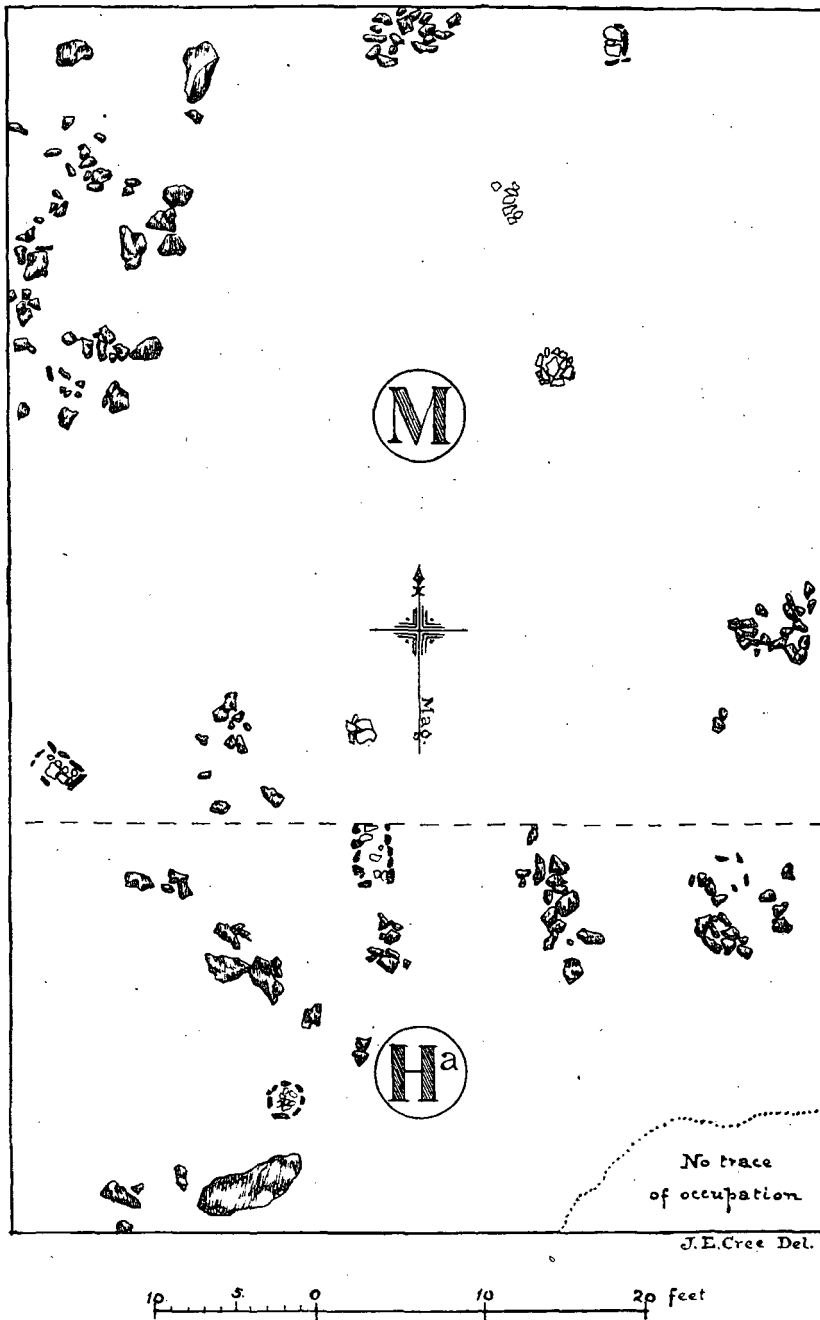 M
Mag.
Ha
No trace
of occupation
J.E.Cree Del.
10 5. 0 10 20 feet